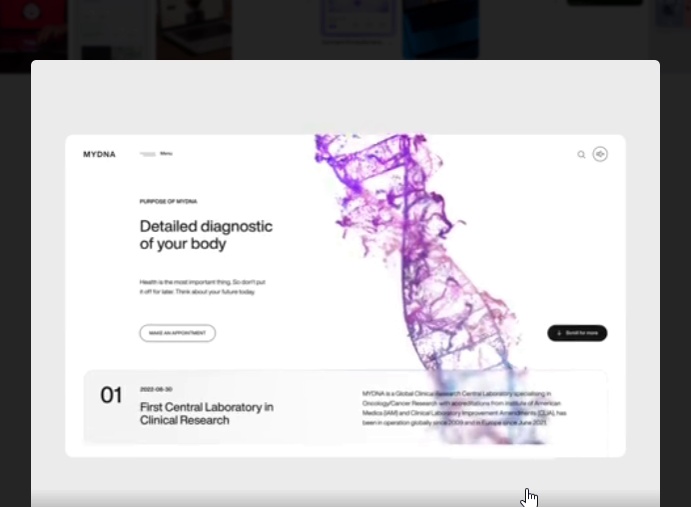 MYDNA
Menu
PURPOSE OF MYDNA
Detailed diagnostic
of your body
Health is the most important thing. So don't put
it off for later. Think about your future today
MAKE AN APPOINTMENT
Scroll for more
01
2022-08-30
First Central Laboratory in
Clinical Research
MYDNA is a Global Clinical Research Central Laboratory specialising in
Oncology/Cancer Research with accreditations from Institute of American
Medics (IAM) and Clinical Laboratory Improvement Amendments (CLIA), has
been in operation globally since 2009 and is Europe since June 2021.